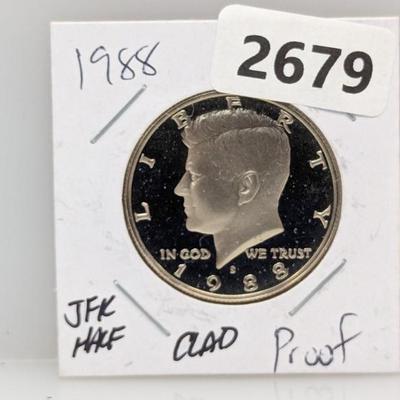 1988
2679
LIBERTY
IN GOD WE TRUST
S
1988
JFK
HALF
CLAD
Proof